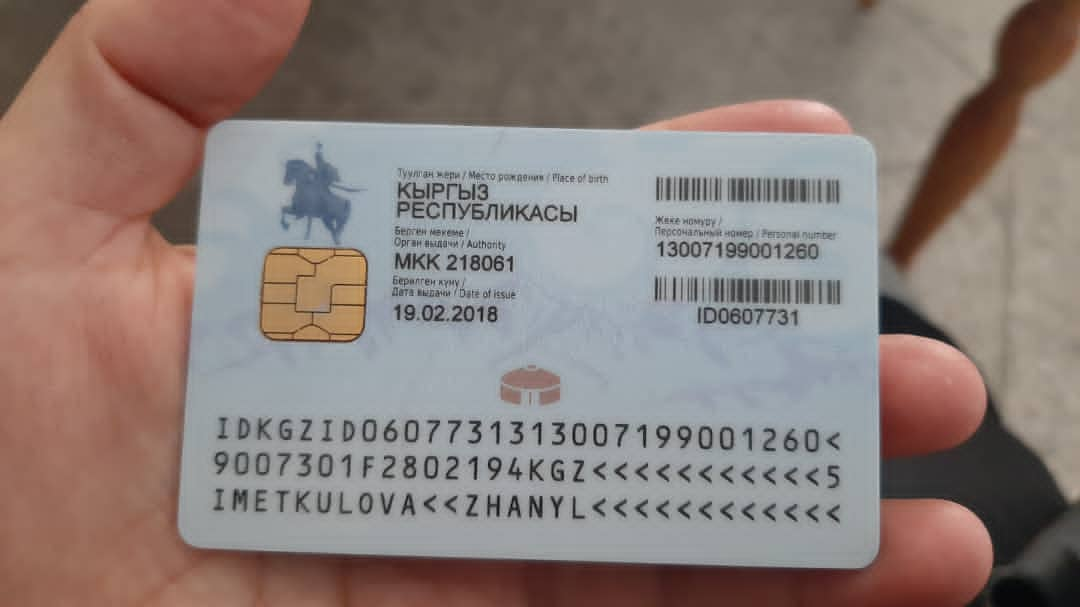 Туулган жери / Место рождения / Place of birth
КЫРГЫЗ
РЕСПУБЛИКАСЫ
Берген мекеме /
Орган выдачи / Authority
МКК 218061
Берилген күнү /
Дата выдачи / Date of issue
19.02.2018
Жеке номуру /
Персональный номер / Personal number
13007199001260
ID0607731
IDKGZID0607731313007199001260<
9007301F2802194KGZ<<<<<<<<<<<5
IMETKULOVA<<ZHANYL<<<<<<<<<<<<